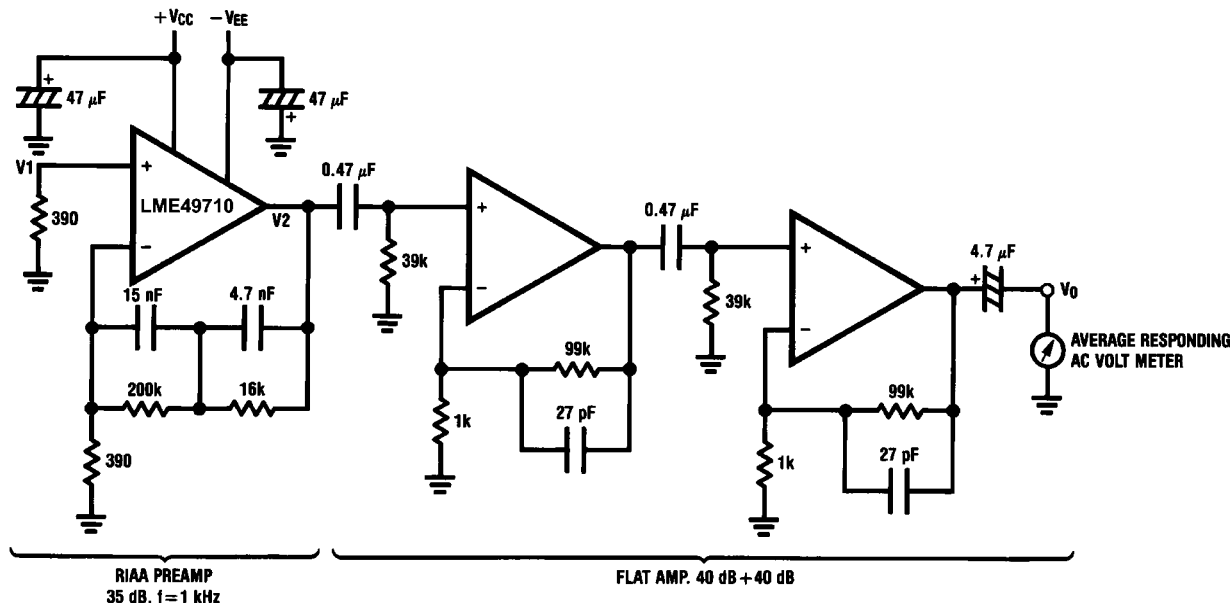 +VCC
−VEE
+
47 μF
47 μF
+
V1
+
LME49710
V2
−
390
15 nF
4.7 nF
200k
16k
390
0.47 μF
39k
+
−
99k
1k
27 pF
0.47 μF
39k
+
−
99k
1k
27 pF
4.7 μF
+
VO
AVERAGE RESPONDING
AC VOLT METER
RIAA PREAMP
35 dB, f=1 kHz
FLAT AMP. 40 dB+40 dB